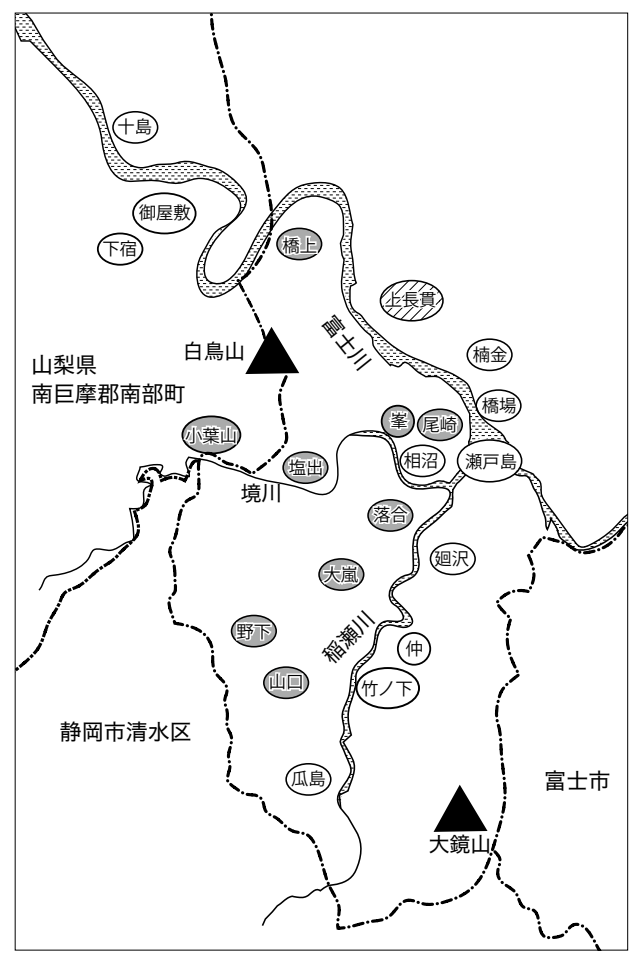 十島
御屋敷
下宿
橋上
上長貫
富士川
白鳥山
楠金
山梨県
南巨摩郡南部町
橋場
峯
尾崎
小葉山
相沼
瀬戸島
塩出
境川
落合
廻沢
大嵐
稲瀬川
野下
仲
山口
竹ノ下
静岡市清水区
瓜島
富士市
大鏡山